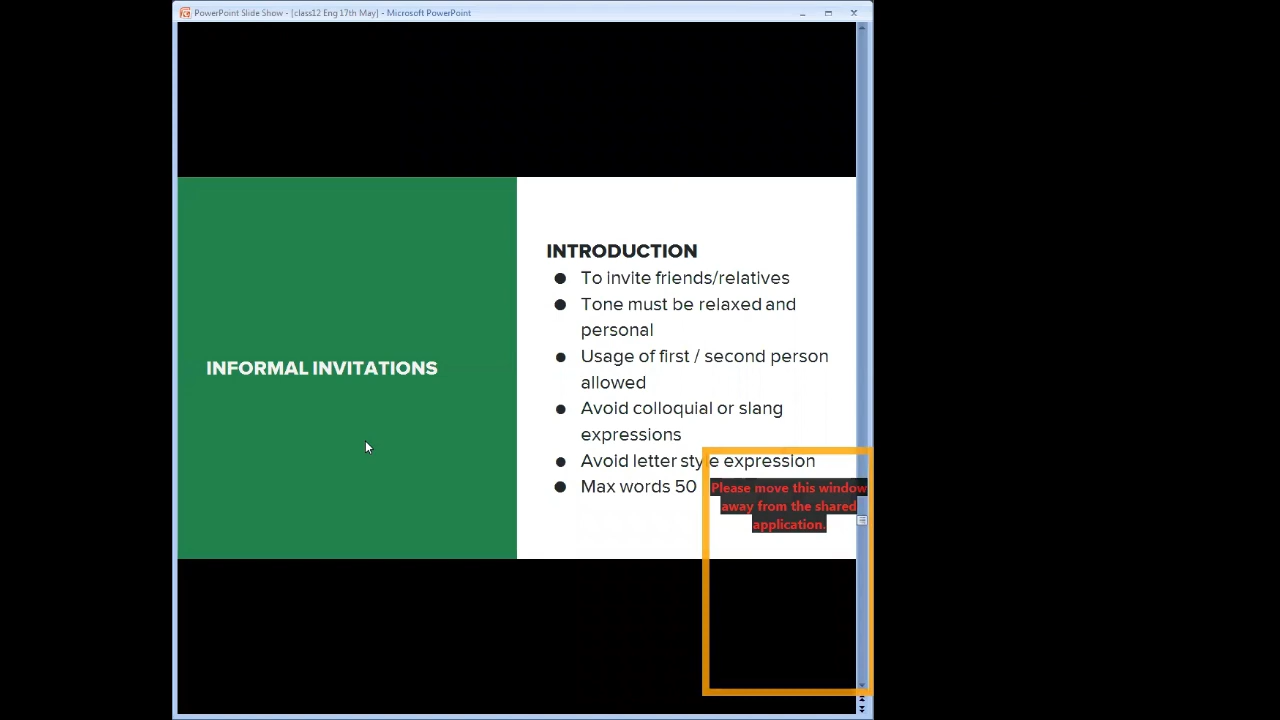 PowerPoint Slide Show - [class12 Eng 17th May] - Microsoft PowerPoint
INFORMAL INVITATIONS
INTRODUCTION
● To invite friends/relatives
● Tone must be relaxed and
personal
● Usage of first / second person
allowed
● Avoid colloquial or slang
expressions
● Avoid letter style expression
● Max words 50
Please move this window
away from the shared
application.